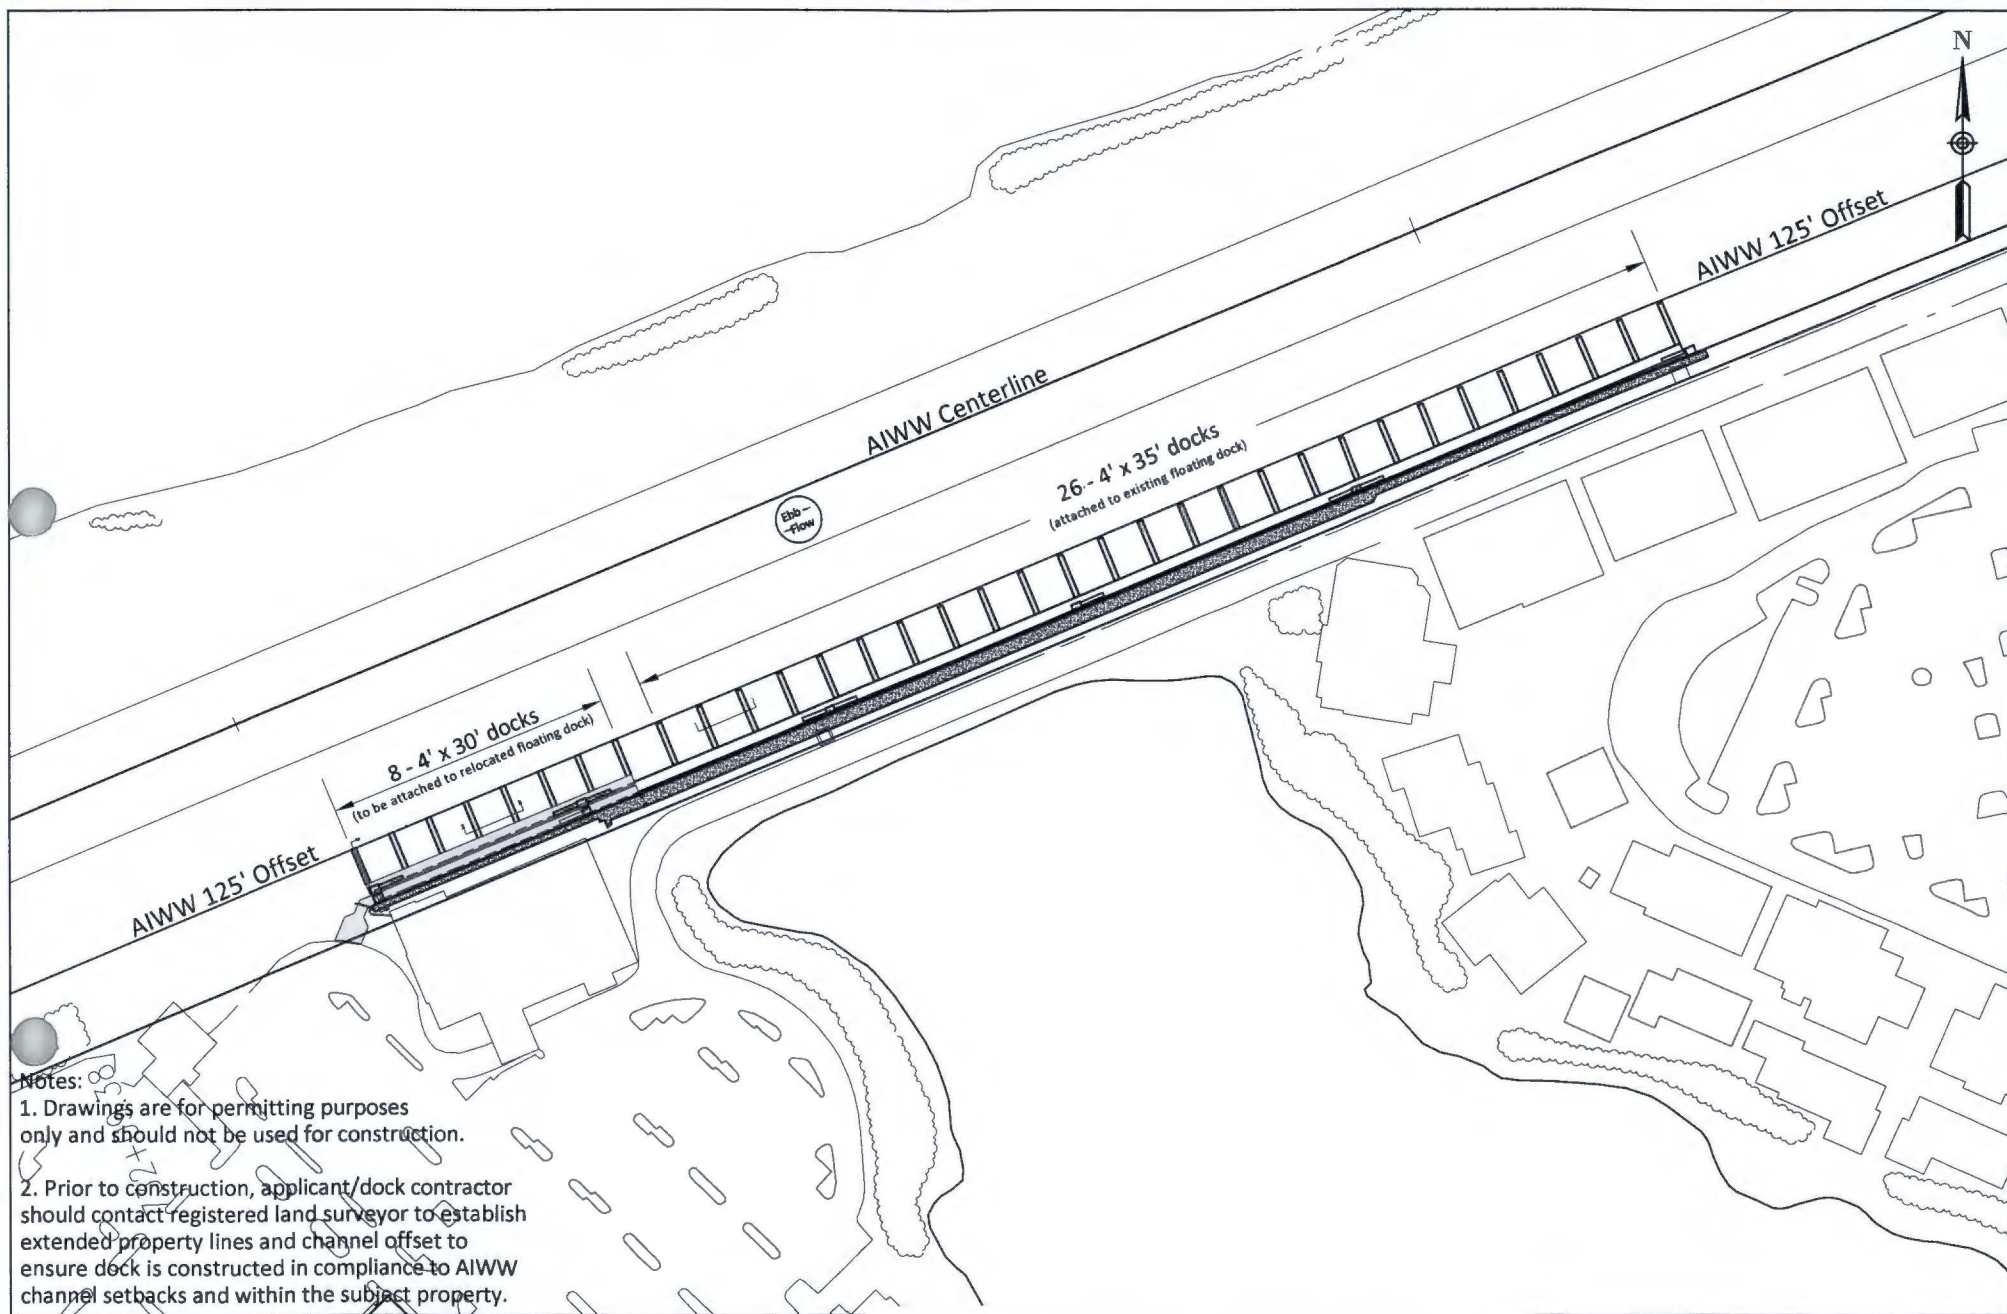 N
AIWW 125' Offset
AIWW Centerline
26 - 4' x 35' docks
(attached to existing floating dock)
Ebb –
–Flow
8 - 4' x 30' docks
(to be attached to relocated floating dock)
AIWW 125' Offset
Notes:
1. Drawings are for permitting purposes
only and should not be used for construction.
2. Prior to construction, applicant/dock contractor
should contact registered land surveyor to establish
extended property lines and channel offset to
ensure dock is constructed in compliance to AIWW
channel setbacks and within the subject property.